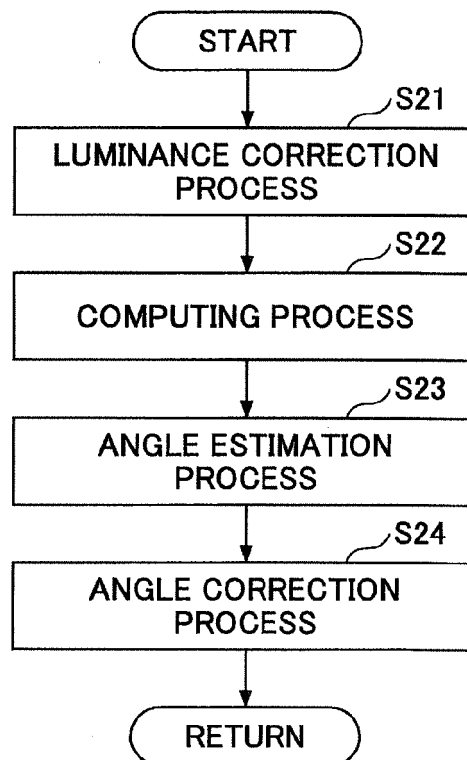 START
S21
LUMINANCE CORRECTION
PROCESS
S22
COMPUTING PROCESS
S23
ANGLE ESTIMATION
PROCESS
S24
ANGLE CORRECTION
PROCESS
RETURN